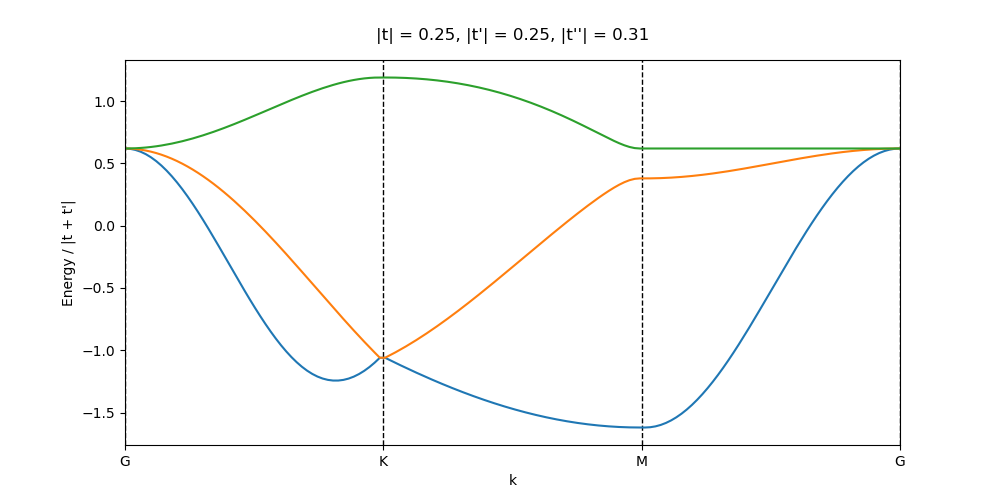 |t| = 0.25, |t'| = 0.25, |t''| = 0.31
Energy / |t + t'|
1.0
0.5
0.0
−0.5
−1.0
−1.5
G K M G
k